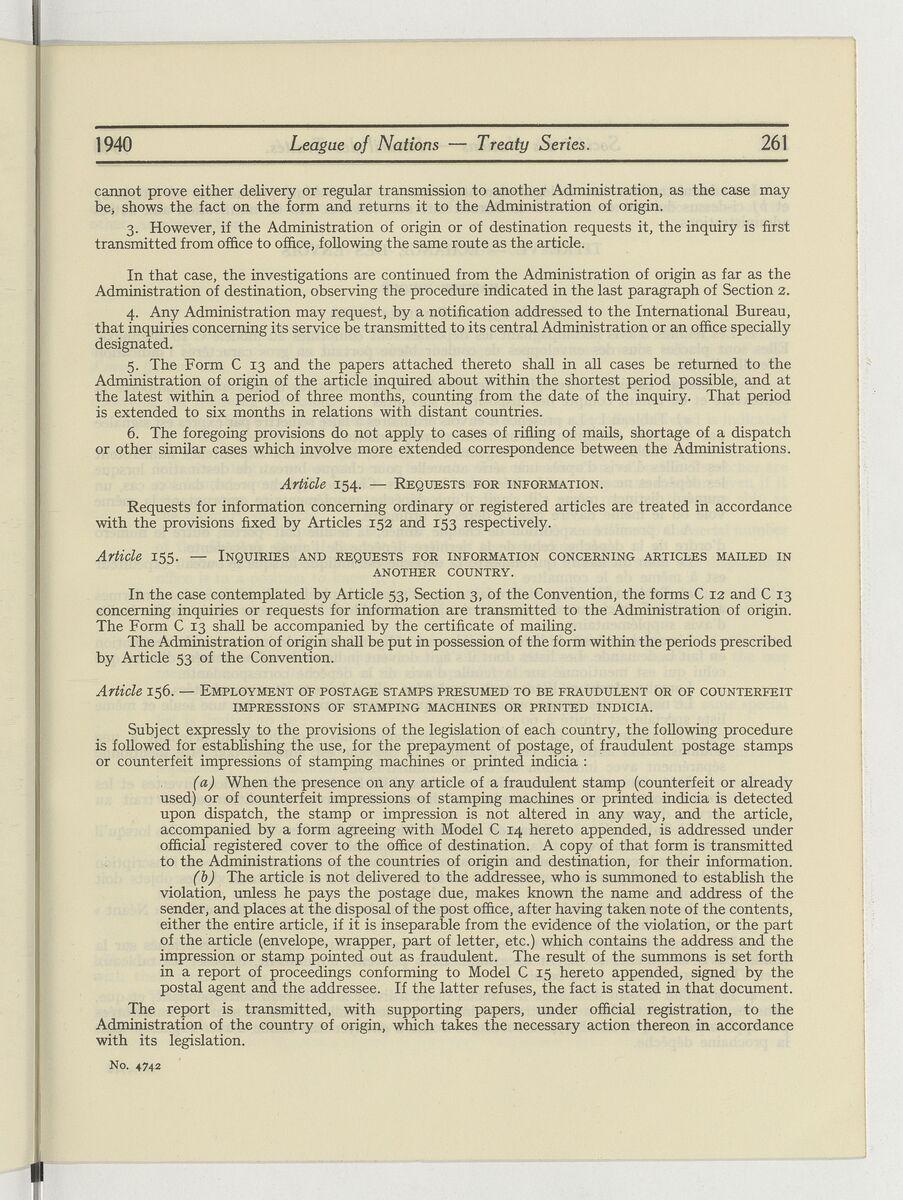 1940 League of Nations — Treaty Series. 261
cannot prove either delivery or regular transmission to another Administration, as the case may
be, shows the fact on the form and returns it to the Administration of origin.
3. However, if the Administration of origin or of destination requests it, the inquiry is first
transmitted from office to office, following the same route as the article.
In that case, the investigations are continued from the Administration of origin as far as the
Administration of destination, observing the procedure indicated in the last paragraph of Section 2.
4. Any Administration may request, by a notification addressed to the International Bureau,
that inquiries concerning its service be transmitted to its central Administration or an office specially
designated.
5. The Form C 13 and the papers attached thereto shall in all cases be returned to the
Administration of origin of the article inquired about within the shortest period possible, and at
the latest within a period of three months, counting from the date of the inquiry. That period
is extended to six months in relations with distant countries.
6. The foregoing provisions do not apply to cases of rifling of mails, shortage of a dispatch
or other similar cases which involve more extended correspondence between the Administrations.
Article 154. — Requests for information.
Requests for information concerning ordinary or registered articles are treated in accordance
with the provisions fixed by Articles 152 and 153 respectively.
Article 155. — Inquiries and requests for information concerning articles mailed in
another country.
In the case contemplated by Article 53, Section 3, of the Convention, the forms C 12 and C 13
concerning inquiries or requests for information are transmitted to the Administration of origin.
The Form C 13 shall be accompanied by the certificate of mailing.
The Administration of origin shall be put in possession of the form within the periods prescribed
by Article 53 of the Convention.
Article 156. — Employment of postage stamps presumed to be fraudulent or of counterfeit
impressions of stamping machines or printed indicia.
Subject expressly to the provisions of the legislation of each country, the following procedure
is followed for establishing the use, for the prepayment of postage, of fraudulent postage stamps
or counterfeit impressions of stamping machines or printed indicia :
(a) When the presence on any article of a fraudulent stamp (counterfeit or already
used) or of counterfeit impressions of stamping machines or printed indicia is detected
upon dispatch, the stamp or impression is not altered in any way, and the article,
accompanied by a form agreeing with Model C 14 hereto appended, is addressed under
official registered cover to the office of destination. A copy of that form is transmitted
to the Administrations of the countries of origin and destination, for their information.
(b) The article is not delivered to the addressee, who is summoned to establish the
violation, unless he pays the postage due, makes known the name and address of the
sender, and places at the disposal of the post office, after having taken note of the contents,
either the entire article, if it is inseparable from the evidence of the violation, or the part
of the article (envelope, wrapper, part of letter, etc.) which contains the address and the
impression or stamp pointed out as fraudulent. The result of the summons is set forth
in a report of proceedings conforming to Model C 15 hereto appended, signed by the
postal agent and the addressee. If the latter refuses, the fact is stated in that document.
The report is transmitted, with supporting papers, under official registration, to the
Administration of the country of origin, which takes the necessary action thereon in accordance
with its legislation.
No. 4742